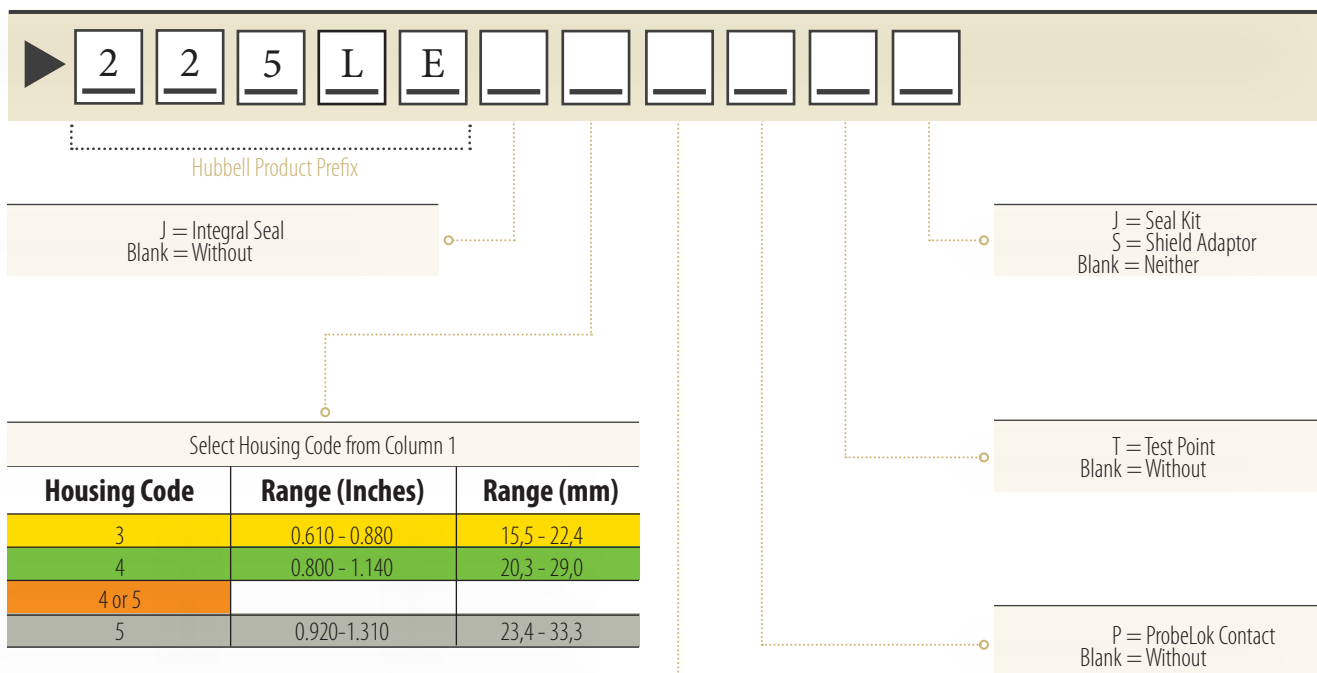 2 2 5 L E
Hubbell Product Prefix
J = Integral Seal
Blank = Without
J = Seal Kit
S = Shield Adaptor
Blank = Neither
Select Housing Code from Column 1
Housing Code Range (Inches) Range (mm)
3 0.610 - 0.880 15,5 - 22,4
4 0.800 - 1.140 20,3 - 29,0
4 or 5
5 0.920-1.310 23,4 - 33,3
T = Test Point
Blank = Without
P = ProbeLok Contact
Blank = Without